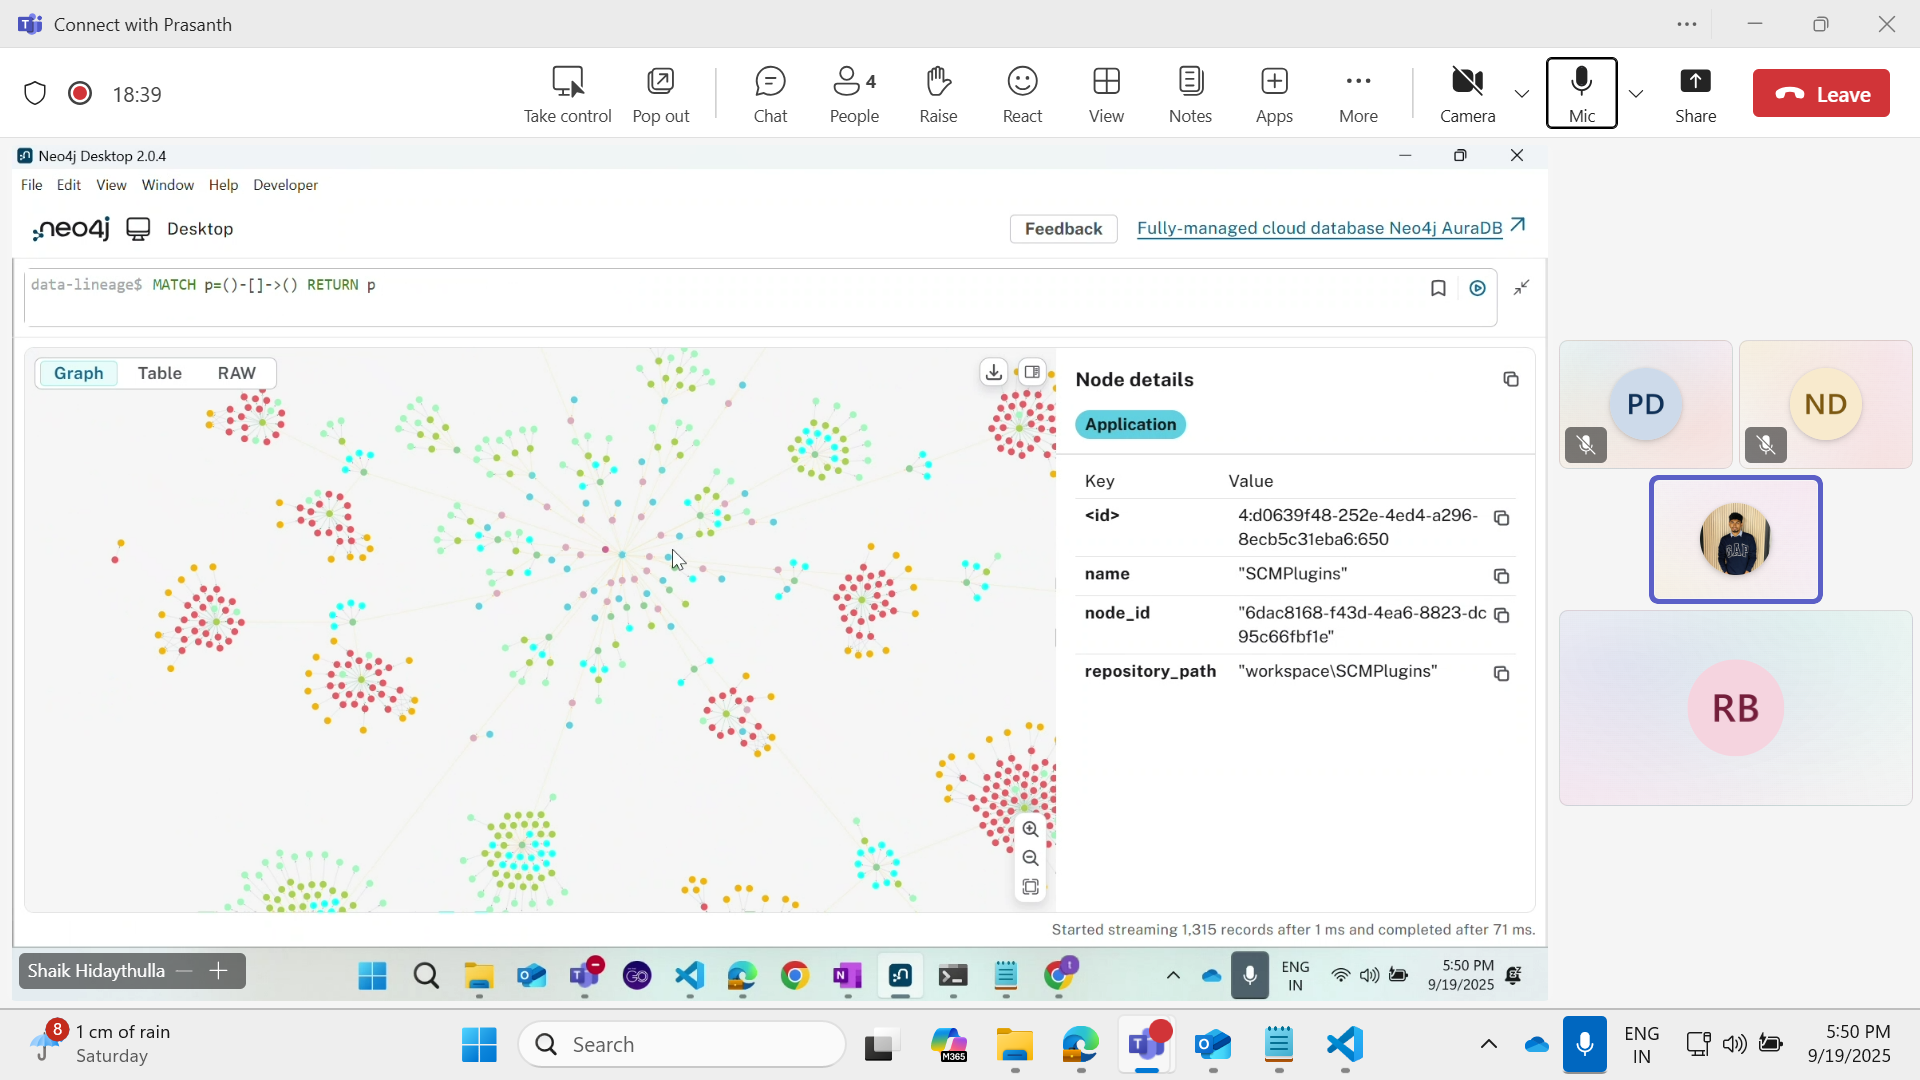 Connect with Prasanth
18:39
Take control
Pop out
Chat
4
People
Raise
React
View
Notes
Apps
More
Camera
Mic
Share
Leave
Neo4j Desktop 2.0.4
File Edit View Window Help Developer
neo4j Desktop
Feedback
Fully-managed cloud database Neo4j AuraDB
data-lineage$ MATCH p=()-[]->() RETURN p
Graph Table RAW
Node details
Application
Key Value
<id> 4:d0639f48-252e-4ed4-a296-
8ecb5c31eba6:650
name "SCMPlugins"
node_id "6dac8168-f43d-4ea6-8823-dc
95c66fbf1e"
repository_path "workspace\SCMPlugins"
Started streaming 1,315 records after 1 ms and completed after 71 ms.
PD
ND
GAP
RB
Shaik Hidaythulla
ENG
IN
5:50 PM
9/19/2025
8
1 cm of rain
Saturday
Search
M365
ENG
IN
5:50 PM
9/19/2025